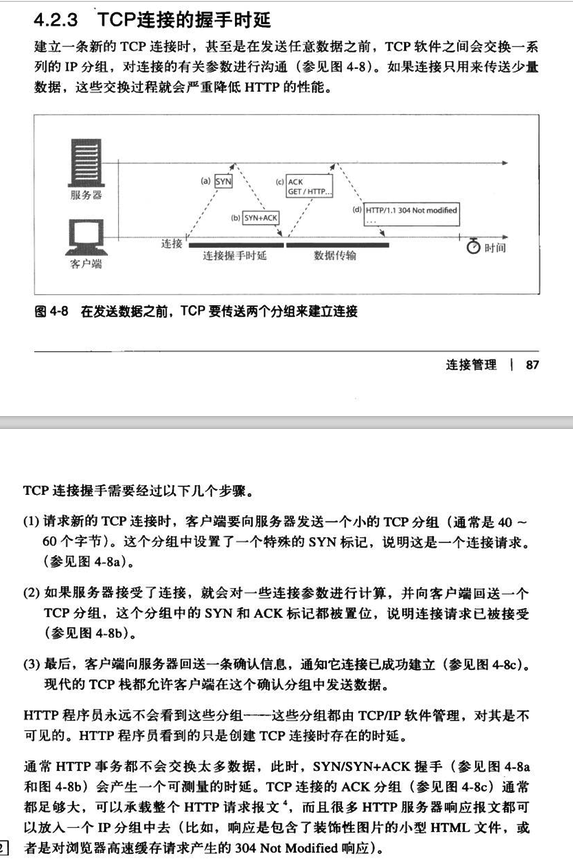 4.2.3 TCP连接的握手时延
建立一条新的 TCP 连接时，甚至是在发送任意数据之前，TCP 软件之间会交换一系
列的 IP 分组，对连接的有关参数进行沟通（参见图 4-8）。如果连接只用来传送少量
数据，这些交换过程就会严重降低 HTTP 的性能。
服务器
(a) SYN
(c) ACK
GET / HTTP...
(b) SYN+ACK
(d) HTTP/1.1 304 Not modified
. . .
连接
连接握手时延
数据传输
时间
客户端
图 4-8 在发送数据之前，TCP 要传送两个分组来建立连接
连接管理 | 87
TCP 连接握手需要经过以下几个步骤。
(1) 请求新的 TCP 连接时，客户端要向服务器发送一个小的 TCP 分组（通常是 40 ～
60 个字节）。这个分组中设置了一个特殊的 SYN 标记，说明这是一个连接请求。
（参见图 4-8a）。
(2) 如果服务器接受了连接，就会对一些连接参数进行计算，并向客户端回送一个
TCP 分组，这个分组中的 SYN 和 ACK 标记都被置位，说明连接请求已被接受
（参见图 4-8b）。
(3) 最后，客户端向服务器回送一条确认信息，通知它连接已成功建立（参见图 4-8c）。
现代的 TCP 栈都允许客户端在这个确认分组中发送数据。
HTTP 程序员永远不会看到这些分组——这些分组都由 TCP/IP 软件管理，对其是不
可见的。HTTP 程序员看到的只是创建 TCP 连接时存在的时延。
通常 HTTP 事务都不会交换太多数据，此时，SYN/SYN+ACK 握手（参见图 4-8a
和图 4-8b）会产生一个可测量的时延。TCP 连接的 ACK 分组（参见图 4-8c）通常
都足够大，可以承载整个 HTTP 请求报文 4，而且很多 HTTP 服务器响应报文都可
以放入一个 IP 分组中去（比如，响应是包含了装饰性图片的小型 HTML 文件，或
者是对浏览器高速缓存请求产生的 304 Not Modified 响应）。